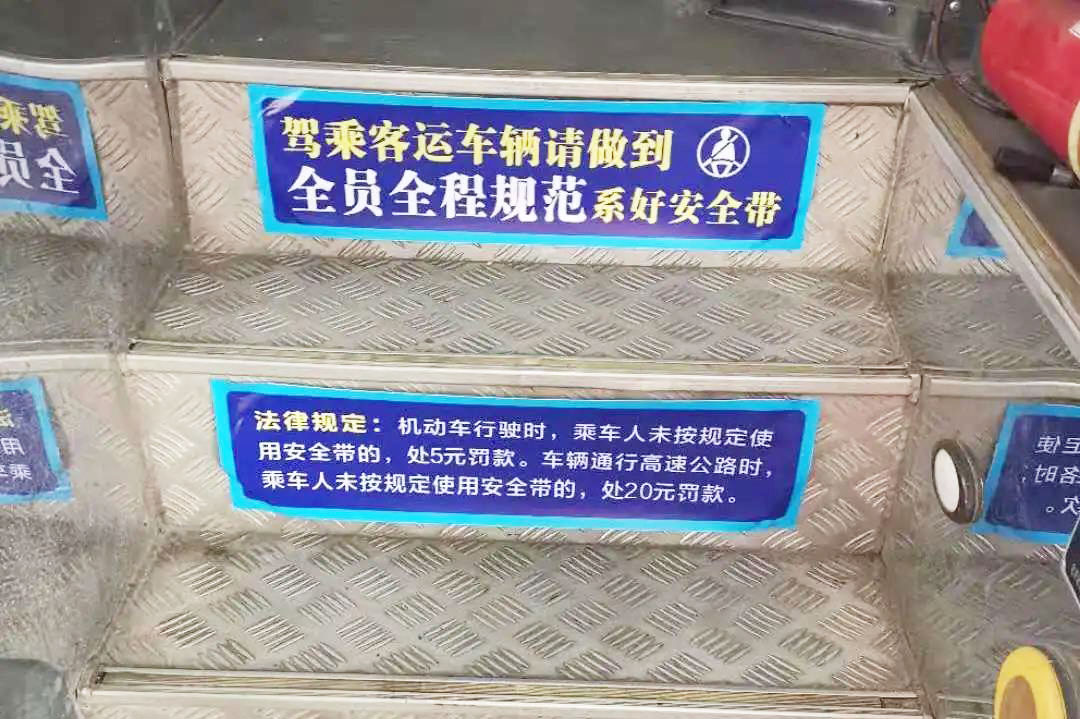 驾乘客运车辆请做到
全员全程规范系好安全带
法律规定：机动车行驶时，乘车人未按规定使
用安全带的，处5元罚款。车辆通行高速公路时，
乘车人未按规定使用安全带的，处20元罚款。